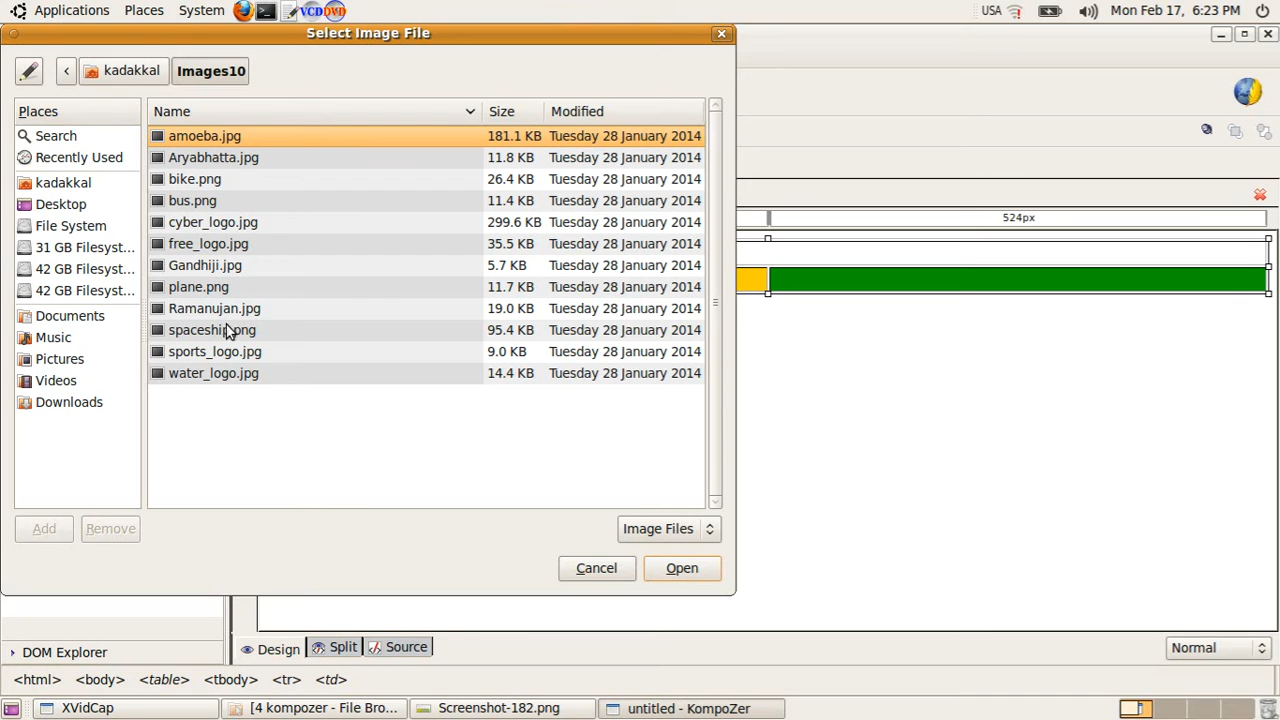 Applications Places System VCD DVD USA Mon Feb 17, 6:23 PM
Select Image File
kadakkal Images10
Places Name Size Modified
Search amoeba.jpg 181.1 KB Tuesday 28 January 2014
Recently Used Aryabhatta.jpg 11.8 KB Tuesday 28 January 2014
kadakkal bike.png 26.4 KB Tuesday 28 January 2014
Desktop bus.png 11.4 KB Tuesday 28 January 2014
File System cyber_logo.jpg 299.6 KB Tuesday 28 January 2014
524px
31 GB Filesyst... free_logo.jpg 35.5 KB Tuesday 28 January 2014
42 GB Filesyst... Gandhiji.jpg 5.7 KB Tuesday 28 January 2014
42 GB Filesyst... plane.png 11.7 KB Tuesday 28 January 2014
Documents Ramanujan.jpg 19.0 KB Tuesday 28 January 2014
Music spaceship.png 95.4 KB Tuesday 28 January 2014
Pictures sports_logo.jpg 9.0 KB Tuesday 28 January 2014
Videos water_logo.jpg 14.4 KB Tuesday 28 January 2014
Downloads
Add Remove Image Files
Cancel Open
DOM Explorer Design Split Source Normal
<html> <body> <table> <tbody> <tr> <td>
XVidCap [4 kompozer - File Bro... Screenshot-182.png untitled - KompoZer